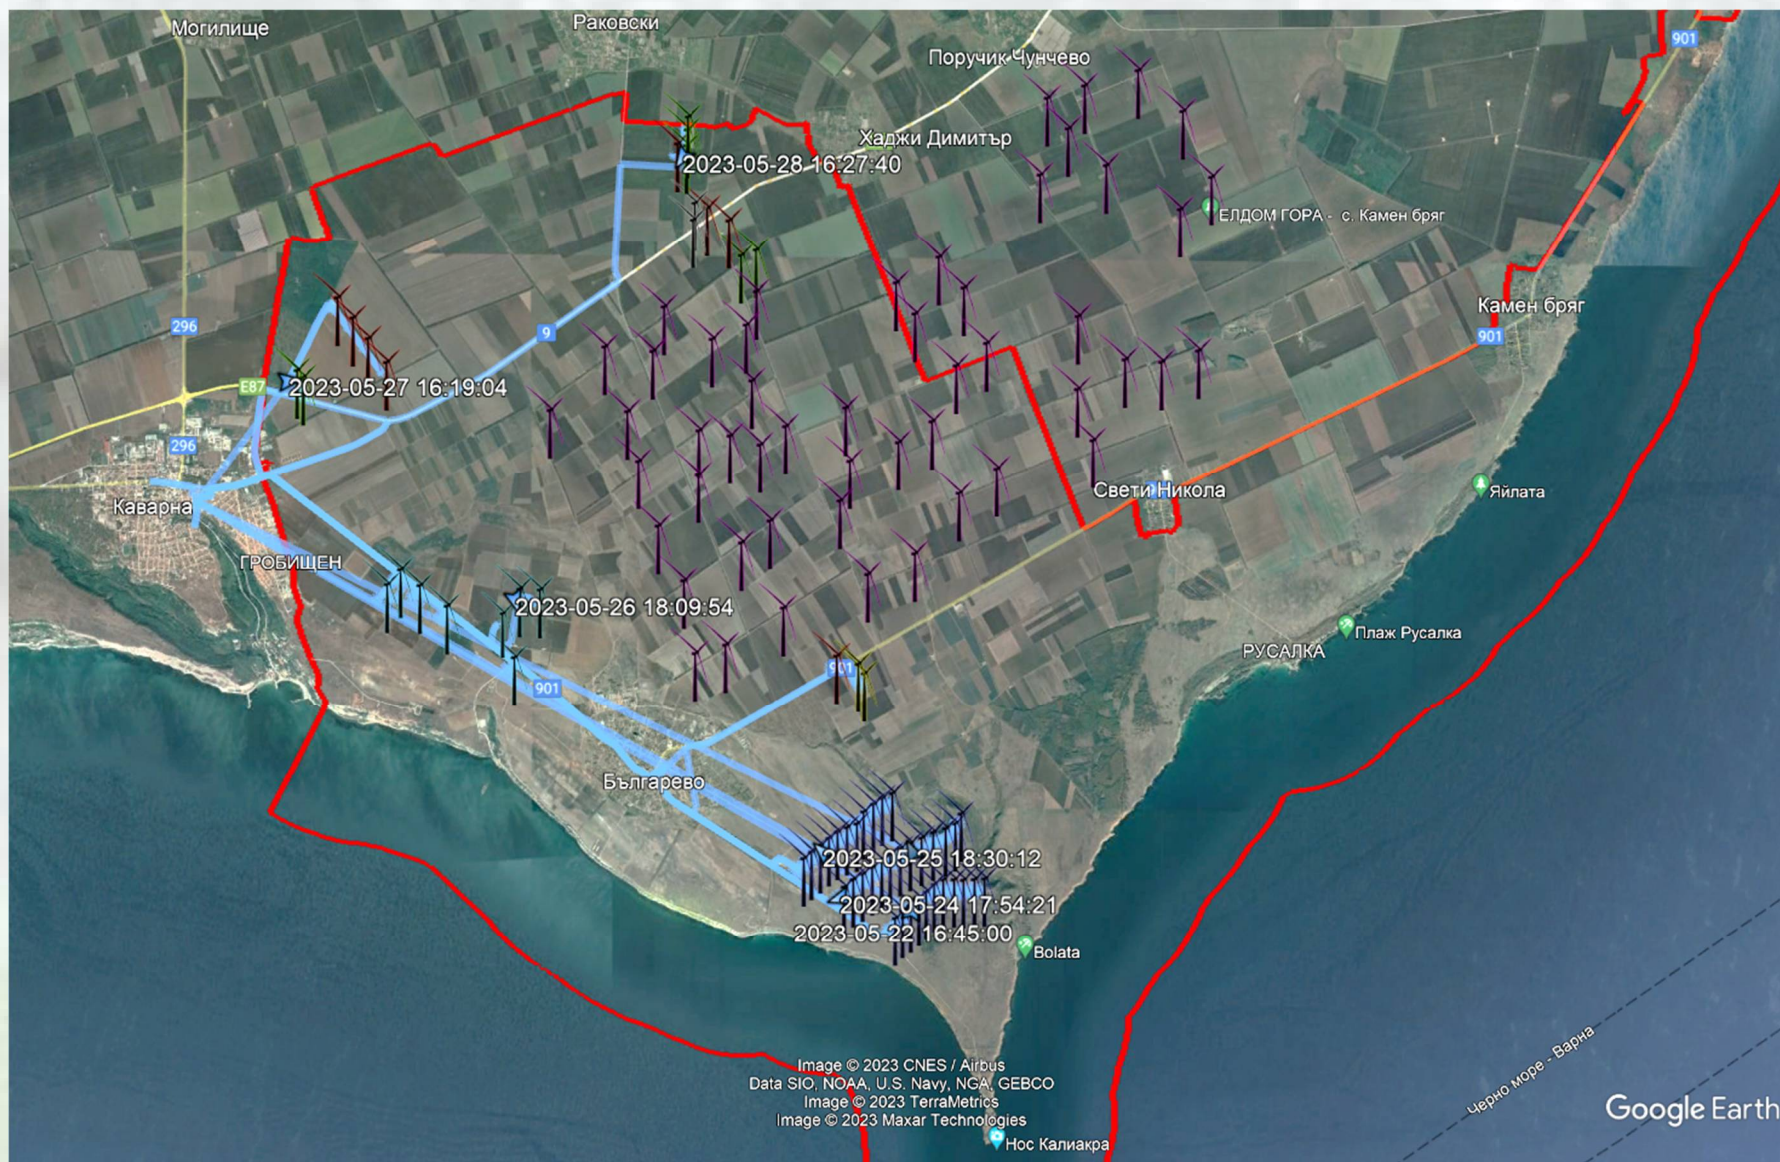 Могилище
Раковски
901
Поручик Чунчево
Хаджи Димитър
2023-05-28 16:27:40
ЕЛДОМ ГОРА - с. Камен бряг
Камен бряг
296
9
901
E87
2023-05-27 16:19:04
296
Каварна
Свети Никола
Яйлата
ГРОБИЩЕН
2023-05-26 18:09:54
Плаж Русалка
РУСАЛКА
901
901
Българево
2023-05-25 18:30:12
2023-05-24 17:54:21
2023-05-22 16:45:00
Bolata
Image © 2023 CNES / Airbus
Data SIO, NOAA, U.S. Navy, NGA, GEBCO
Image © 2023 TerraMetrics
Image © 2023 Maxar Technologies
Черно море - Варна
Google Earth
Нос Калиакра